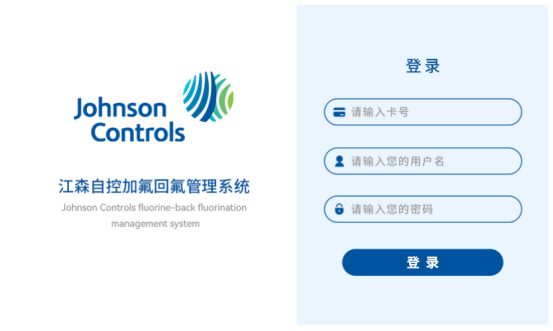 Johnson
Controls
江森自控加氟回氟管理系统
Johnson Controls fluorine-back fluorination
management system
登录
请输入卡号
请输入您的用户名
请输入您的密码
登录